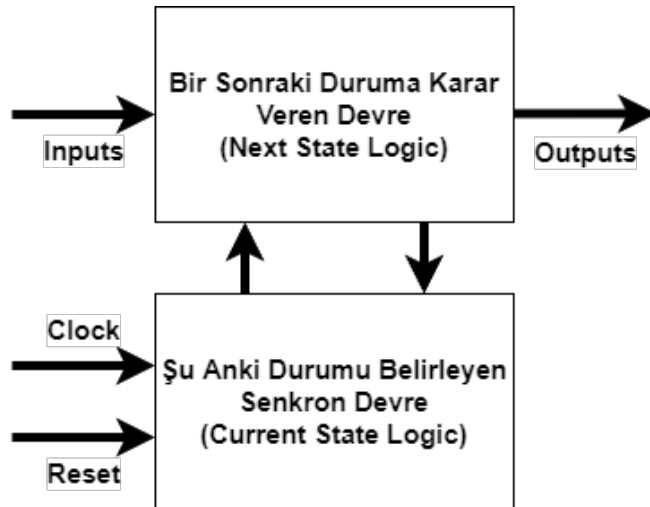 Bir Sonraki Duruma Karar
Veren Devre
(Next State Logic)
Inputs
Outputs
Clock
Şu Anki Durumu Belirleyen
Senkron Devre
(Current State Logic)
Reset